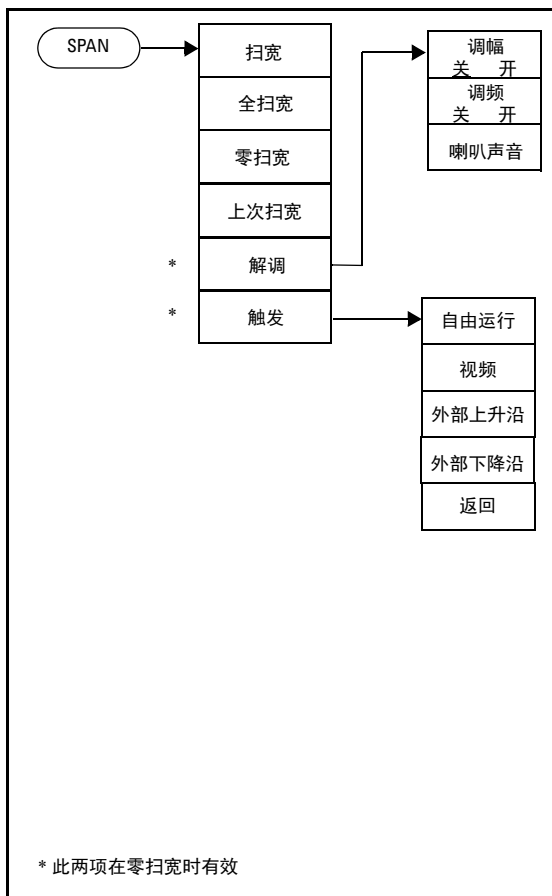 SPAN
扫宽
全扫宽
零扫宽
上次扫宽
* 解调
* 触发
调幅
关 开
调频
关 开
喇叭声音
自由运行
视频
外部上升沿
外部下降沿
返回
* 此两项在零扫宽时有效